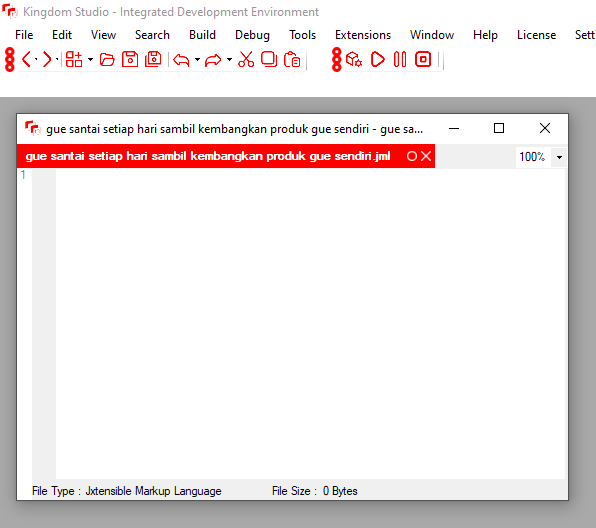 Kingdom Studio - Integrated Development Environment
File Edit View Search Build Debug Tools Extensions Window Help License Sett
gue santai setiap hari sambil kembangkan produk gue sendiri - gue sa...
gue santai setiap hari sambil kembangkan produk gue sendiri.jml
100%
1
File Type : Jxtensible Markup Language File Size : 0 Bytes